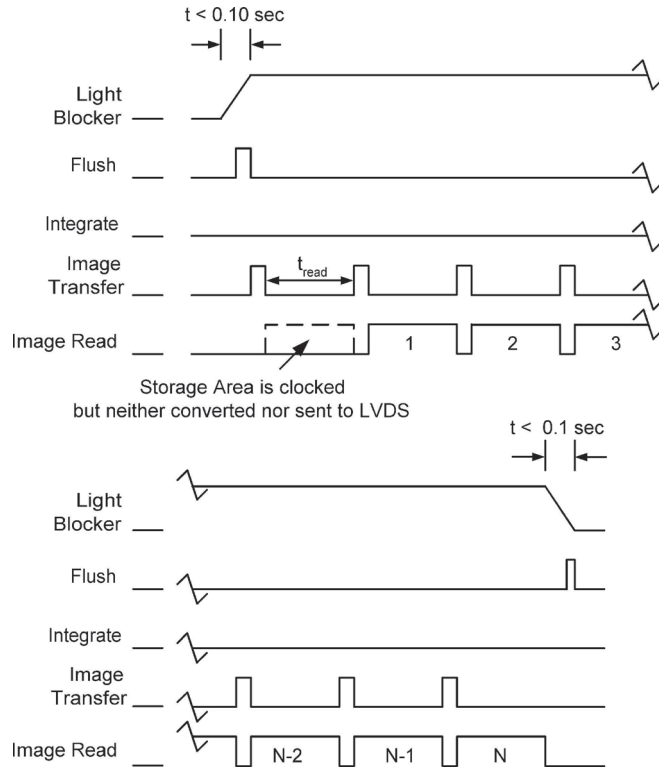 t < 0.10 sec
Light
Blocker
Flush
Integrate
Image
Transfer
t_read
Image Read
1
2
3
Storage Area is clocked
but neither converted nor sent to LVDS
t < 0.1 sec
Light
Blocker
Flush
Integrate
Image
Transfer
Image Read
N-2
N-1
N